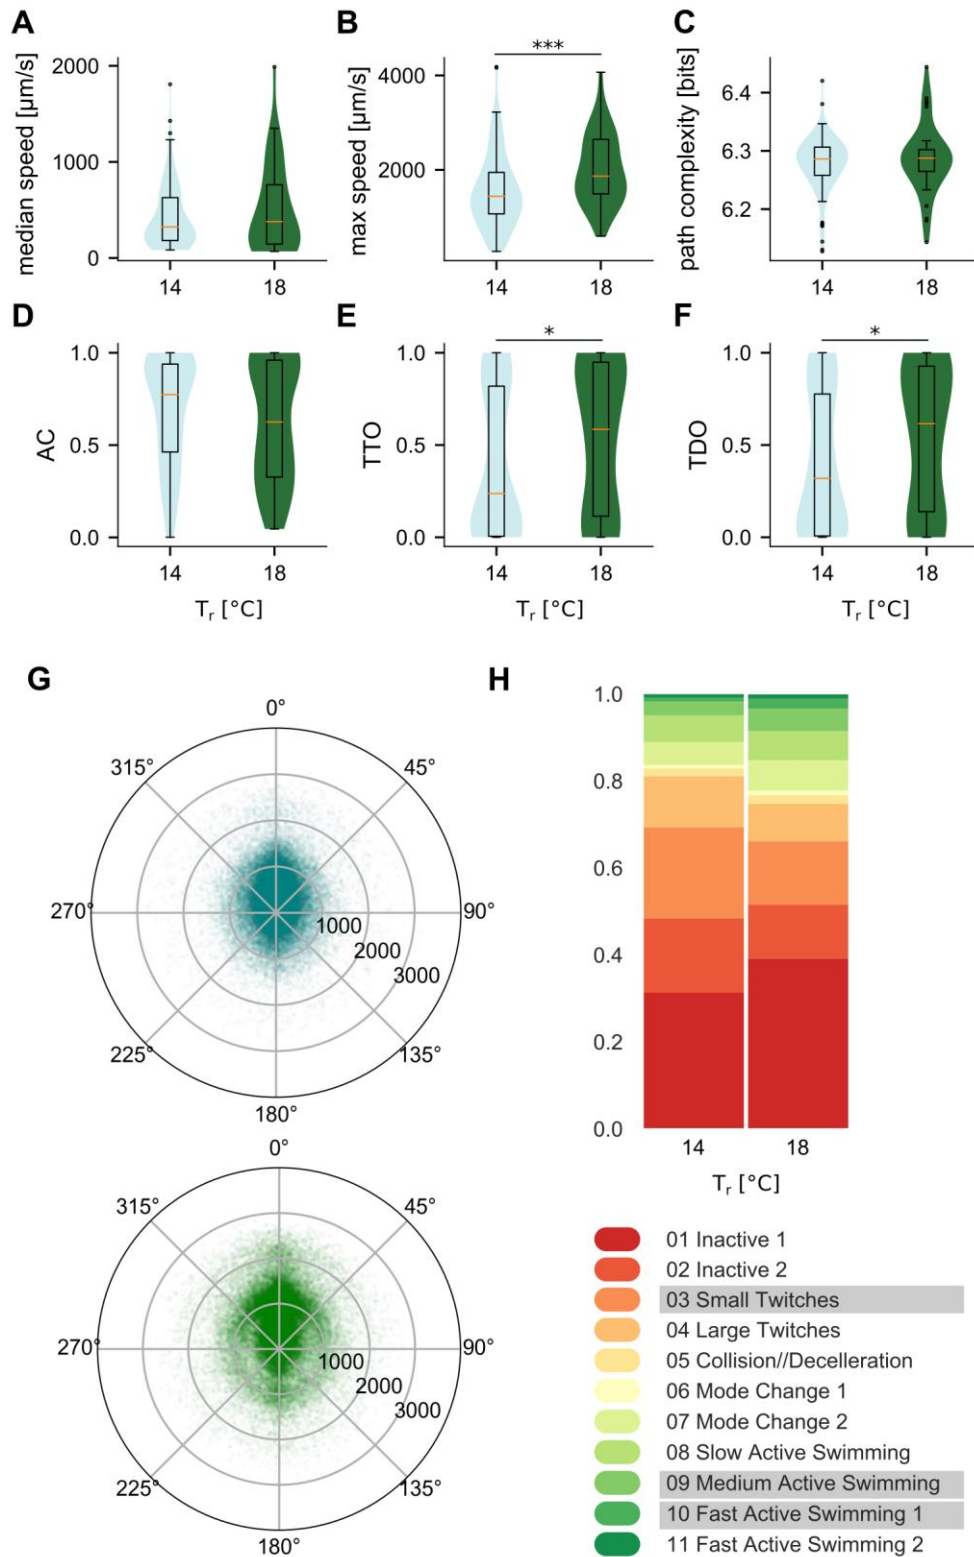 A
B
C
median speed [µm/s]
2000
1000
0
14
18
***
max speed [µm/s]
4000
2000
14
18
path complexity [bits]
6.4
6.3
6.2
14
18
D
E
F
AC
1.0
0.5
0.0
14
18
Tr [°C]
*
TTO
1.0
0.5
0.0
14
18
Tr [°C]
*
TDO
1.0
0.5
0.0
14
18
Tr [°C]
G
0°
45°
90°
135°
180°
225°
270°
315°
1000
2000
3000
0°
45°
90°
135°
180°
225°
270°
315°
1000
2000
3000
H
1.0
0.8
0.6
0.4
0.2
0.0
14
18
Tr [°C]
01 Inactive 1
02 Inactive 2
03 Small Twitches
04 Large Twitches
05 Collision//Decelleration
06 Mode Change 1
07 Mode Change 2
08 Slow Active Swimming
09 Medium Active Swimming
10 Fast Active Swimming 1
11 Fast Active Swimming 2